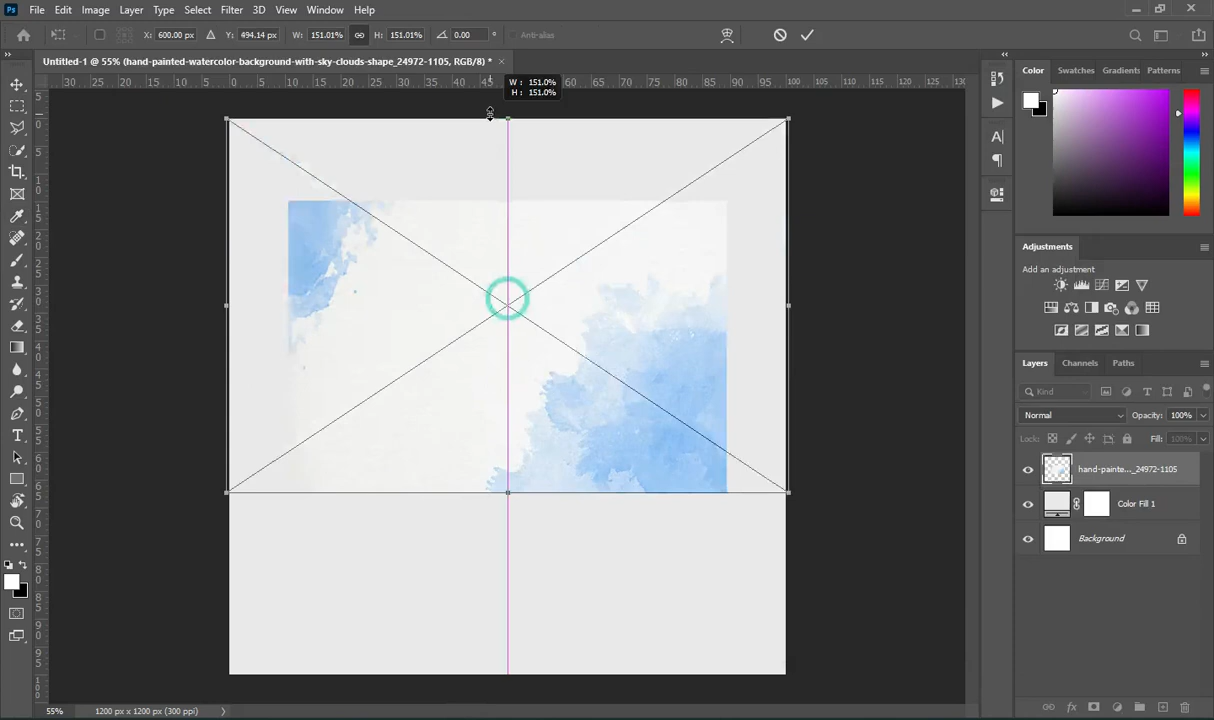 Ps File Edit Image Layer Type Select Filter 3D View Window Help
X: 600.00 px Y: 494.14 px W: 151.01% H: 151.01% 0.00 ° Anti-alias
Untitled-1 @ 55% (hand-painted-watercolor-background-with-sky-clouds-shape_24972-1105, RGB/8) * ×
W : 151.0%
H : 151.0%
Color Swatches Gradients Patterns
Adjustments
Add an adjustment
Layers Channels Paths
Kind
Normal Opacity: 100%
Lock: Fill: 100%
hand-painte..._24972-1105
Color Fill 1
Background
55% 1200 px x 1200 px (300 ppi)